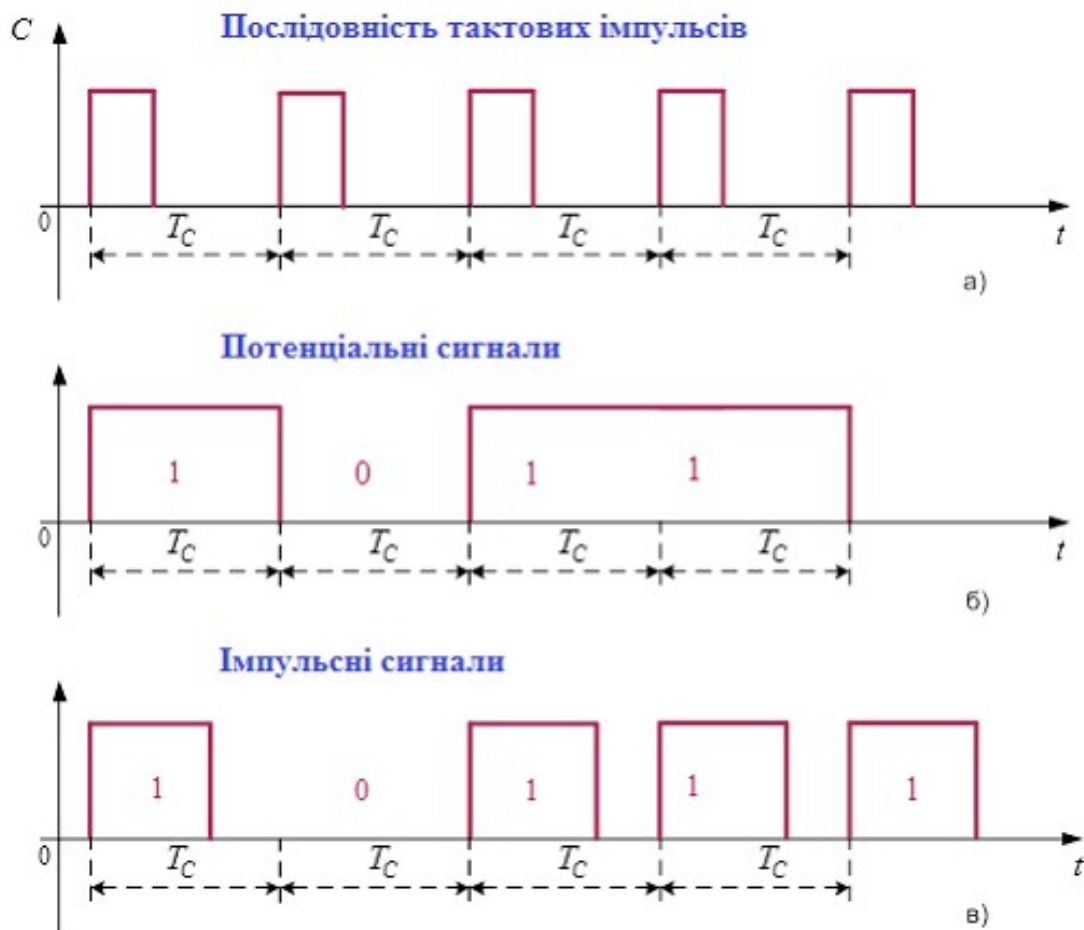 C
Послідовність тактових імпульсів
0
T_C T_C T_C T_C
t
а)
Потенціальні сигнали
1 0 1 1
0
T_C T_C T_C T_C
t
б)
Імпульсні сигнали
1 0 1 1 1
0
T_C T_C T_C T_C
t
в)